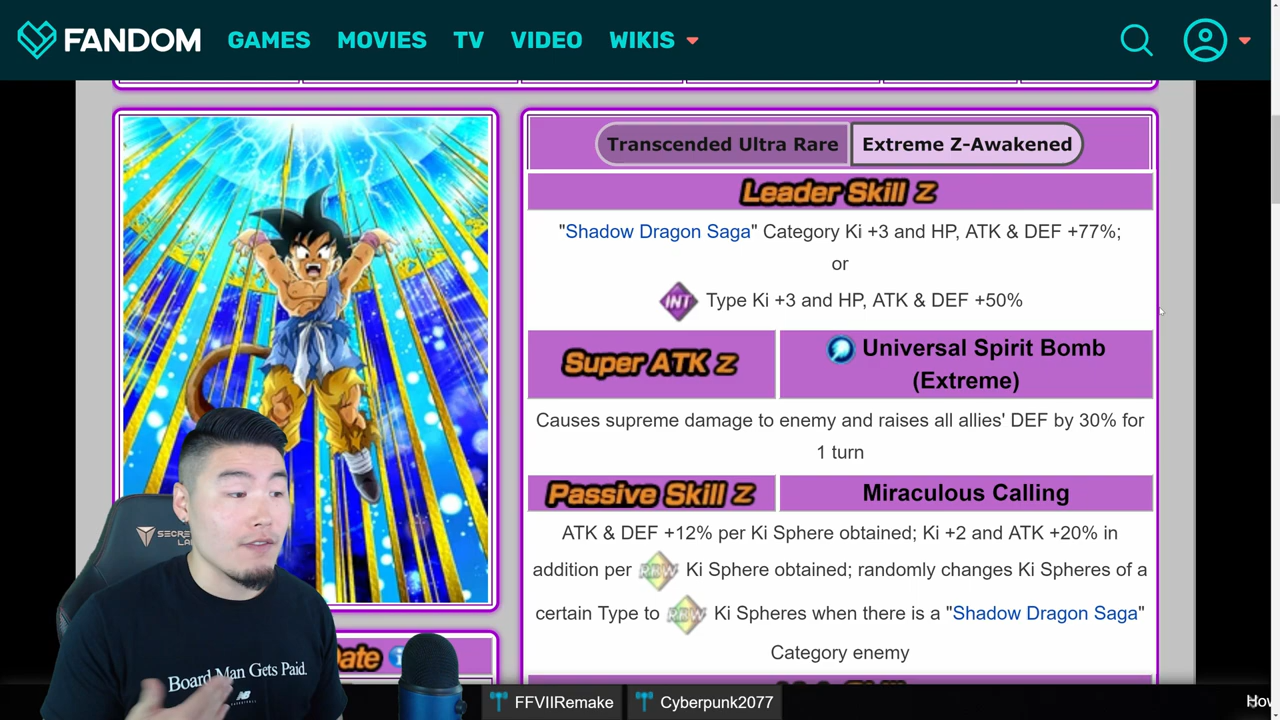 FANDOM GAMES MOVIES TV VIDEO WIKIS
Transcended Ultra Rare Extreme Z-Awakened
Leader Skill Z
"Shadow Dragon Saga" Category Ki +3 and HP, ATK & DEF +77%;
or
INT Type Ki +3 and HP, ATK & DEF +50%
Super ATK Z
Universal Spirit Bomb
(Extreme)
Causes supreme damage to enemy and raises all allies' DEF by 30% for
1 turn
Passive Skill Z
Miraculous Calling
ATK & DEF +12% per Ki Sphere obtained; Ki +2 and ATK +20% in
addition per RBW Ki Sphere obtained; randomly changes Ki Spheres of a
certain Type to RBW Ki Spheres when there is a "Shadow Dragon Saga"
Category enemy
SECRE
LA
Board Man Gets Paid.
NB
FFVIIRemake Cyberpunk2077